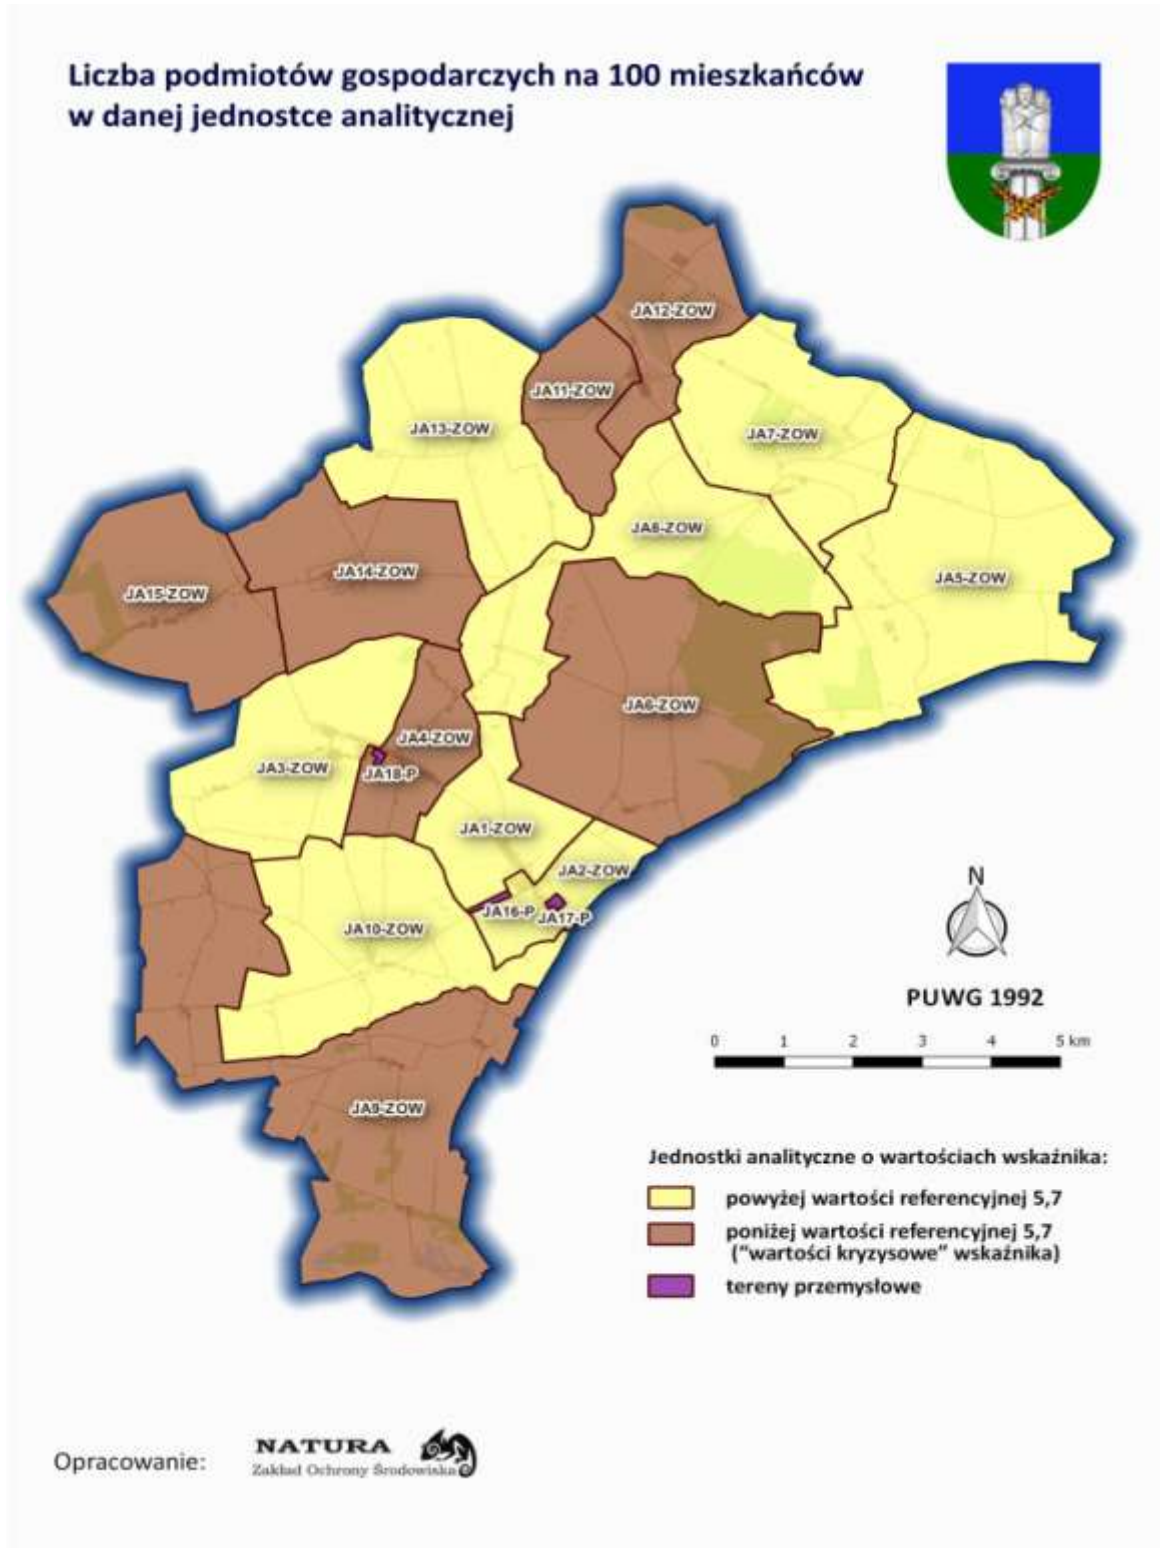 Liczba podmiotów gospodarczych na 100 mieszkańców
w danej jednostce analitycznej
JA12-ZOW
JA11-ZOW
JA13-ZOW
JA7-ZOW
JA8-ZOW
JA14-ZOW
JA5-ZOW
JA15-ZOW
JA6-ZOW
JA4-ZOW
JA3-ZOW
JA18-P
JA1-ZOW
JA2-ZOW
JA16-P
JA17-P
JA10-ZOW
N
PUWG 1992
0 1 2 3 4 5 km
JA9-ZOW
Jednostki analityczne o wartościach wskaźnika:
powyżej wartości referencyjnej 5,7
poniżej wartości referencyjnej 5,7
("wartości kryzysowe" wskaźnika)
tereny przemysłowe
Opracowanie:
NATURA
Zakład Ochrony Środowiska